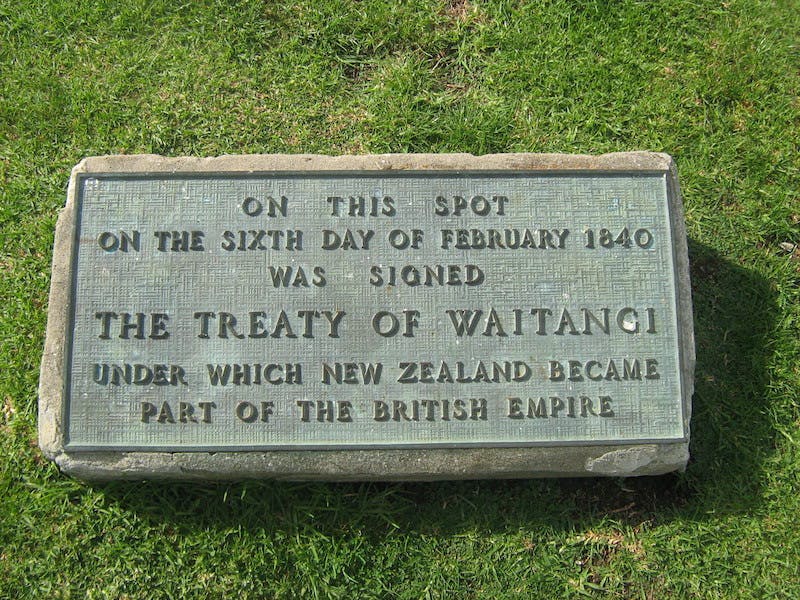 ON THIS SPOT
ON THE SIXTH DAY OF FEBRUARY 1840
WAS SIGNED
THE TREATY OF WAITANGI
UNDER WHICH NEW ZEALAND BECAME
PART OF THE BRITISH EMPIRE